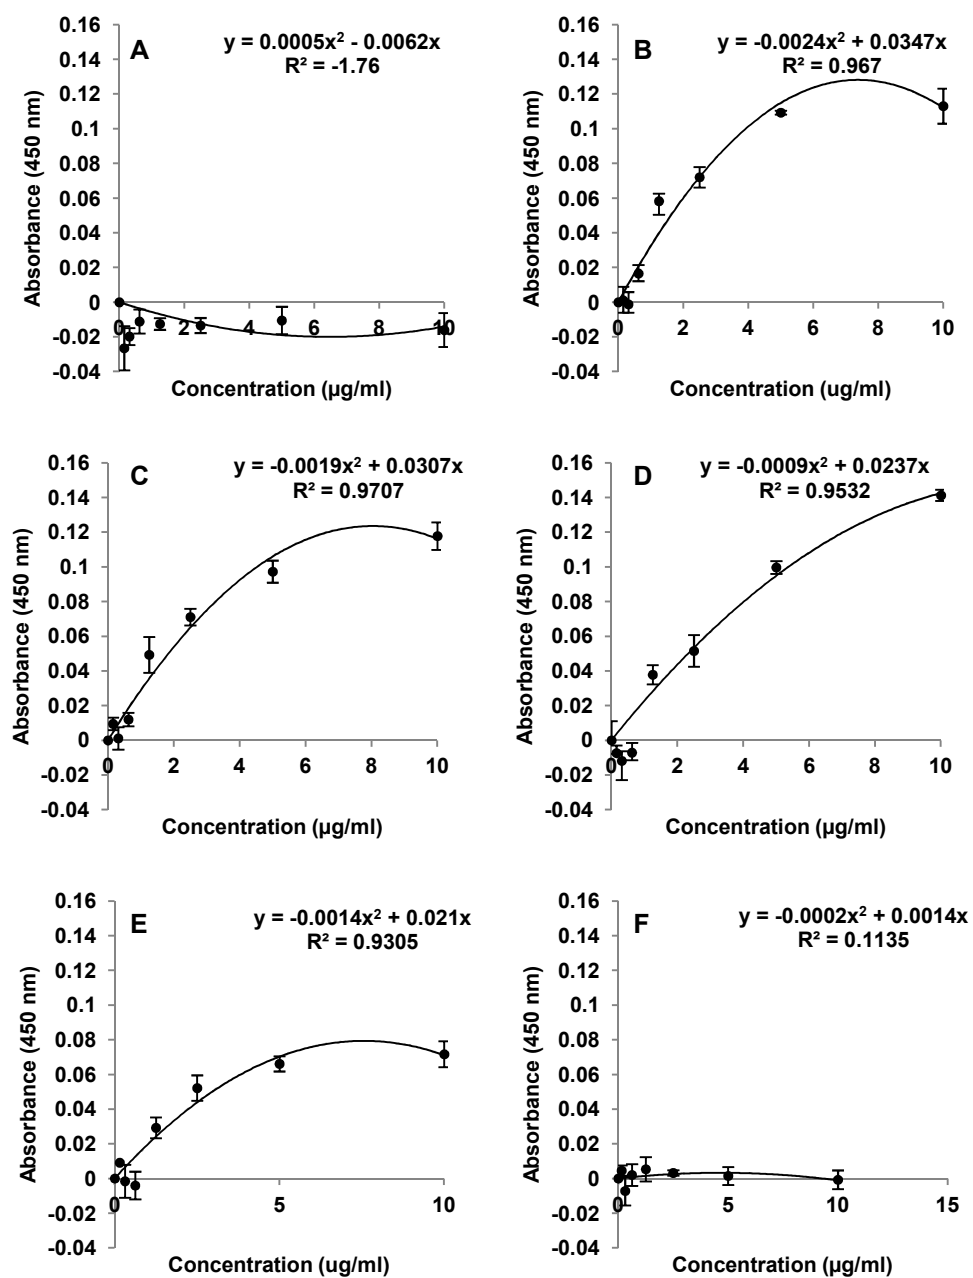 A
y = 0.0005x² - 0.0062x
R² = -1.76
0.16
0.14
0.12
0.1
0.08
0.06
0.04
0.02
0
-0.02
-0.04
0 2 4 6 8 10
Absorbance (450 nm)
Concentration (µg/ml)
B
y = -0.0024x² + 0.0347x
R² = 0.967
0.16
0.14
0.12
0.1
0.08
0.06
0.04
0.02
0
-0.02
-0.04
0 2 4 6 8 10
Absorbance (450 nm)
Concentration (ug/ml)
C
y = -0.0019x² + 0.0307x
R² = 0.9707
0.16
0.14
0.12
0.1
0.08
0.06
0.04
0.02
0
-0.02
-0.04
0 2 4 6 8 10
Absorbance (450 nm)
Concentration (µg/ml)
D
y = -0.0009x² + 0.0237x
R² = 0.9532
0.16
0.14
0.12
0.1
0.08
0.06
0.04
0.02
0
-0.02
-0.04
0 2 4 6 8 10
Absorbance (450 nm)
Concentration (µg/ml)
E
y = -0.0014x² + 0.021x
R² = 0.9305
0.16
0.14
0.12
0.1
0.08
0.06
0.04
0.02
0
-0.02
-0.04
0 5 10
Absorbance (450 nm)
Concentration (ug/ml)
F
y = -0.0002x² + 0.0014x
R² = 0.1135
0.16
0.14
0.12
0.1
0.08
0.06
0.04
0.02
0
-0.02
-0.04
0 5 10 15
Absorbance (450 nm)
Concentration (µg/ml)